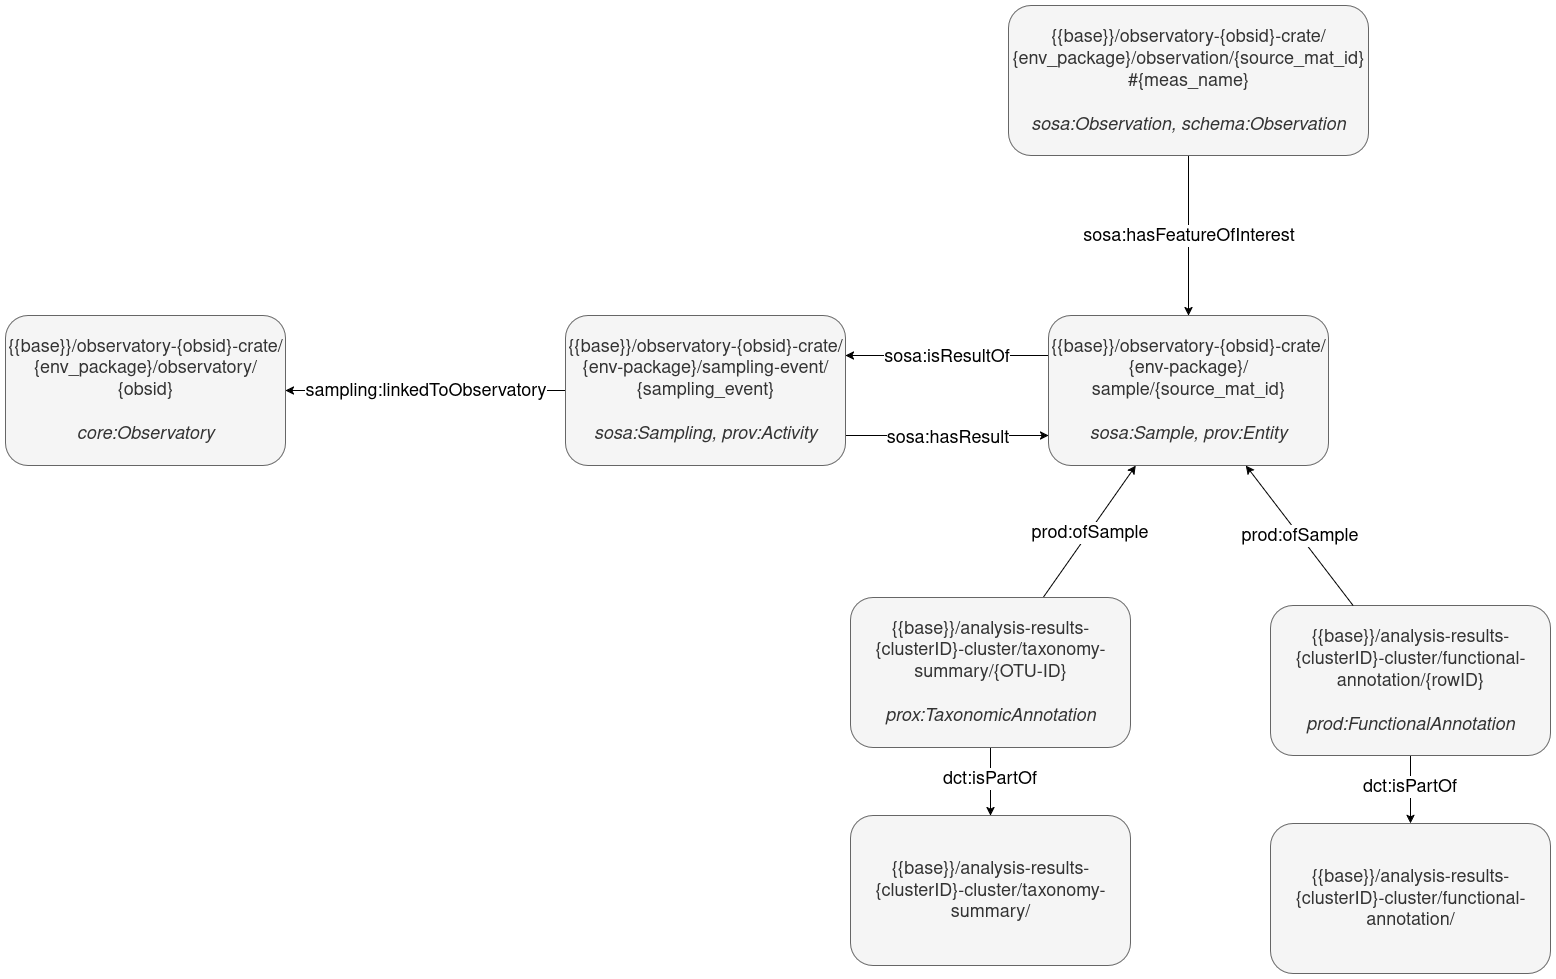 {{base}}/observatory-{obsid}-crate/
{env_package}/observation/{source_mat_id}
#{meas_name}
sosa:Observation, schema:Observation
sosa:hasFeatureOfInterest
{{base}}/observatory-{obsid}-crate/
{env_package}/observatory/
{obsid}
core:Observatory
sampling:linkedToObservatory
{{base}}/observatory-{obsid}-crate/
{env-package}/sampling-event/
{sampling_event}
sosa:Sampling, prov:Activity
sosa:isResultOf
sosa:hasResult
{{base}}/observatory-{obsid}-crate/
{env-package}/
sample/{source_mat_id}
sosa:Sample, prov:Entity
prod:ofSample
prod:ofSample
{{base}}/analysis-results-
{clusterID}-cluster/taxonomy-
summary/{OTU-ID}
prox:TaxonomicAnnotation
{{base}}/analysis-results-
{clusterID}-cluster/functional-
annotation/{rowID}
prod:FunctionalAnnotation
dct:isPartOf
dct:isPartOf
{{base}}/analysis-results-
{clusterID}-cluster/taxonomy-
summary/
{{base}}/analysis-results-
{clusterID}-cluster/functional-
annotation/